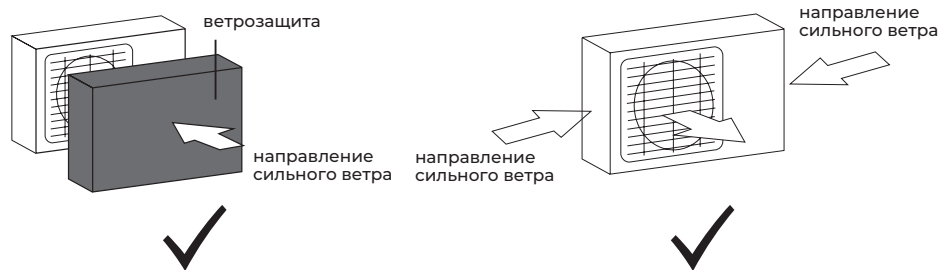 ветрозащита
направление
сильного ветра
направление
сильного ветра
направление
сильного ветра